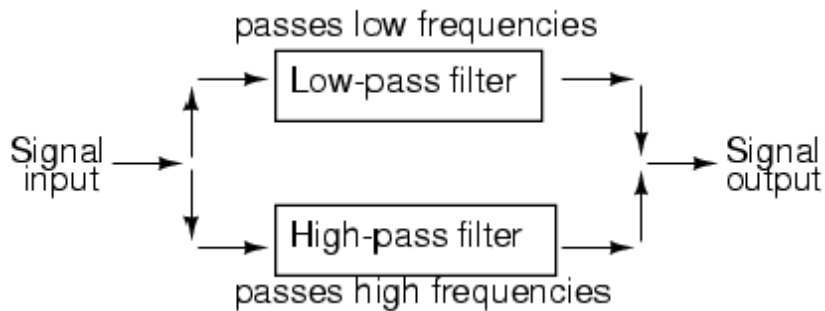 passes low frequencies
Low-pass filter
Signal
input
Signal
output
High-pass filter
passes high frequencies